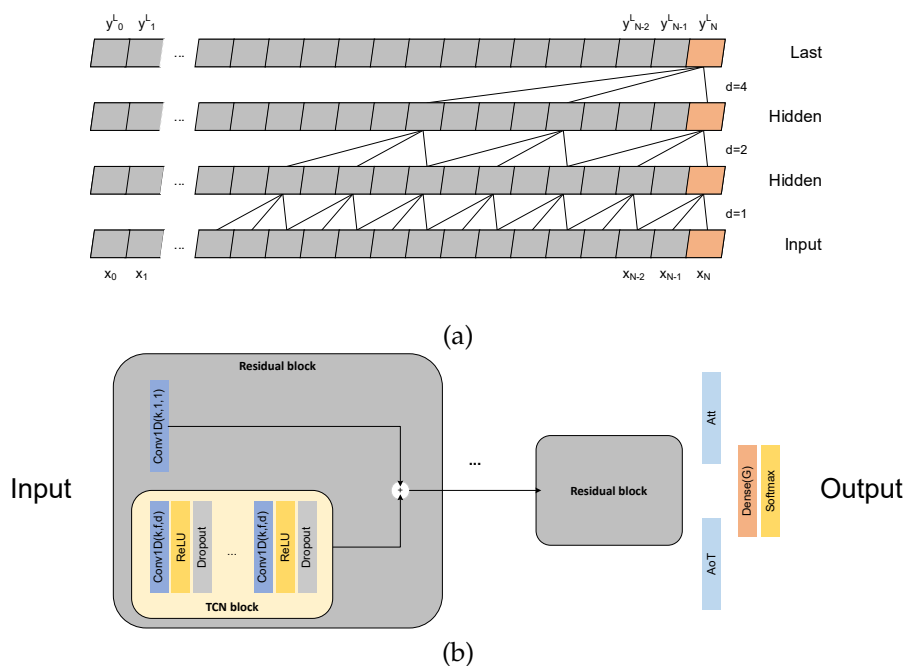 y^L_0 y^L_1 y^L_N-2 y^L_N-1 y^L_N
... Last
d=4
... Hidden
d=2
... Hidden
d=1
... Input
x_0 x_1 x_N-2 x_N-1 x_N
(a)
Residual block
Conv1D(k,1,1)
Input
+
...
Residual block
Att
AoT
Dense(G)
Softmax
Output
Conv1D(k,f,d)
ReLU
Dropout
...
Conv1D(k,f,d)
ReLU
Dropout
TCN block
(b)